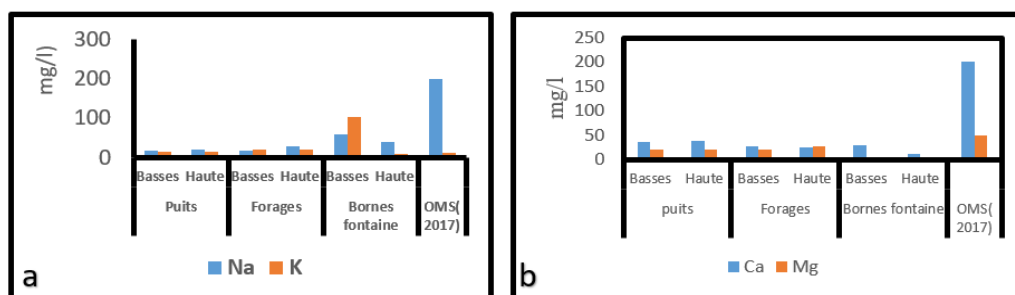 300
200
100
0
mg/l)
Basses Haute Basses Haute Basses Haute
Puits Forages Bornes fontaine OMS( 2017)
Na K
a
250
200
150
100
50
0
mg/l
Basses Haute Basses Haute Basses Haute
puits Forages Bornes fontaine OMS( 2017)
Ca Mg
b